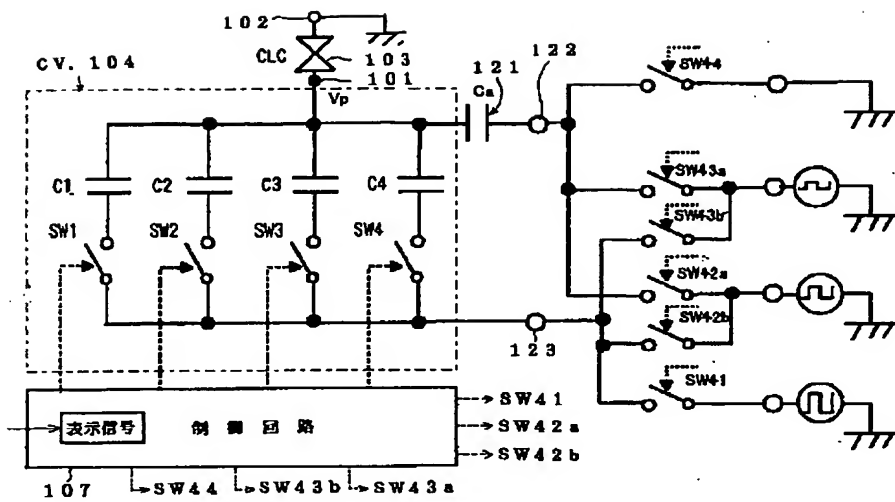 102
CLC
103
CV. 104
101
Vp
121
Ca
122
SW44
C1
C2
C3
C4
SW43a
SW43b
SW1
SW2
SW3
SW4
SW42a
SW42b
123
SW41
表示信号
制御回路
SW41
SW42a
SW42b
107
SW44
SW43b
SW43a